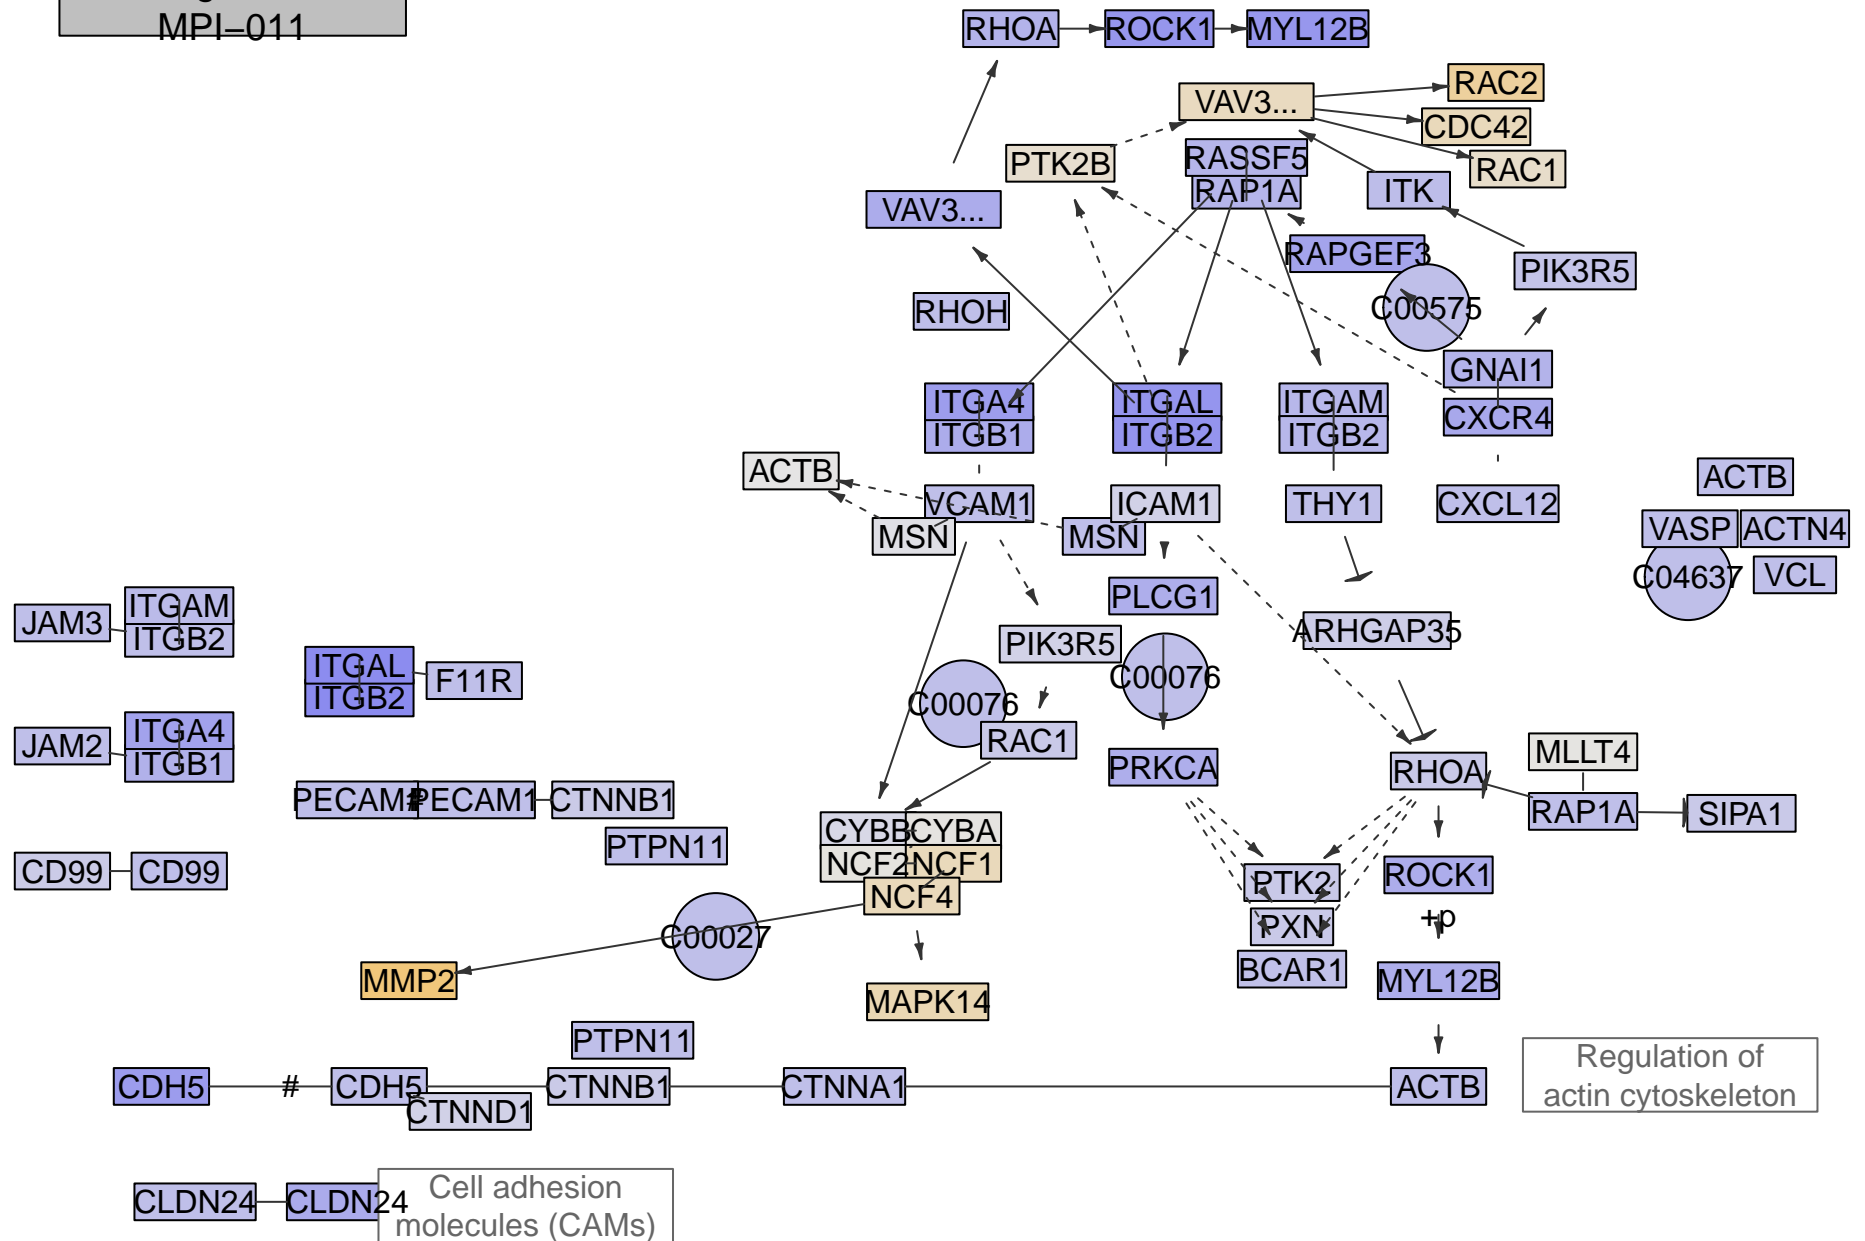 MPI−011
RHOA
ROCK1
MYL12B
RAC2
VAV3...
CDC42
RASSF5
PTK2B
RAC1
RAP1A
ITK
VAV3...
RAPGEF3
PIK3R5
C00575
RHOH
GNAI1
ITGA4
ITGAL
ITGAM
CXCR4
ITGB1
ITGB2
ITGB2
ACTB
ACTB
VCAM1
ICAM1
THY1
CXCL12
MSN
MSN
VASP
ACTN4
C04637
VCL
PLCG1
ITGAM
JAM3
ITGB2
ARHGAP35
PIK3R5
ITGAL
F11R
C00076
ITGB2
C00076
ITGA4
JAM2
RAC1
MLLT4
ITGB1
PRKCA
RHOA
PECAM1
#
PECAM1
CTNNB1
RAP1A
SIPA1
CYBB
CYBA
PTPN11
NCF2
NCF1
CD99
CD99
PTK2
ROCK1
NCF4
+p
C00027
PXN
BCAR1
MMP2
MYL12B
MAPK14
PTPN11
Regulation of
actin cytoskeleton
CDH5
#
CDH5
CTNNB1
CTNNA1
ACTB
CTNND1
CLDN24
CLDN24
Cell adhesion
molecules (CAMs)